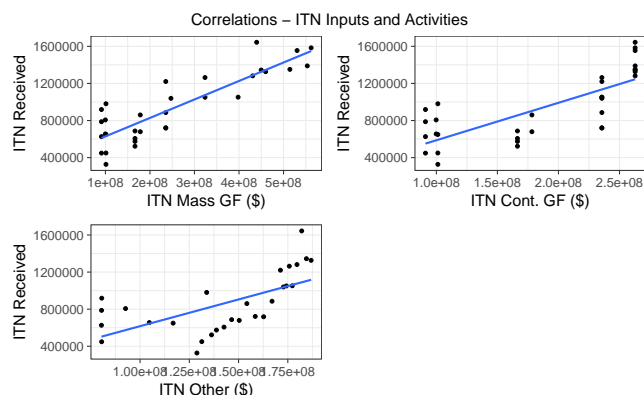 Correlations – ITN Inputs and Activities
ITN Received
1600000
1200000
800000
400000
1e+08 2e+08 3e+08 4e+08 5e+08
ITN Mass GF ($)
ITN Received
1600000
1200000
800000
400000
1.0e+08 1.5e+08 2.0e+08 2.5e+08
ITN Cont. GF ($)
ITN Received
1600000
1200000
800000
400000
1.00e+08 1.25e+08 1.50e+08 1.75e+08
ITN Other ($)